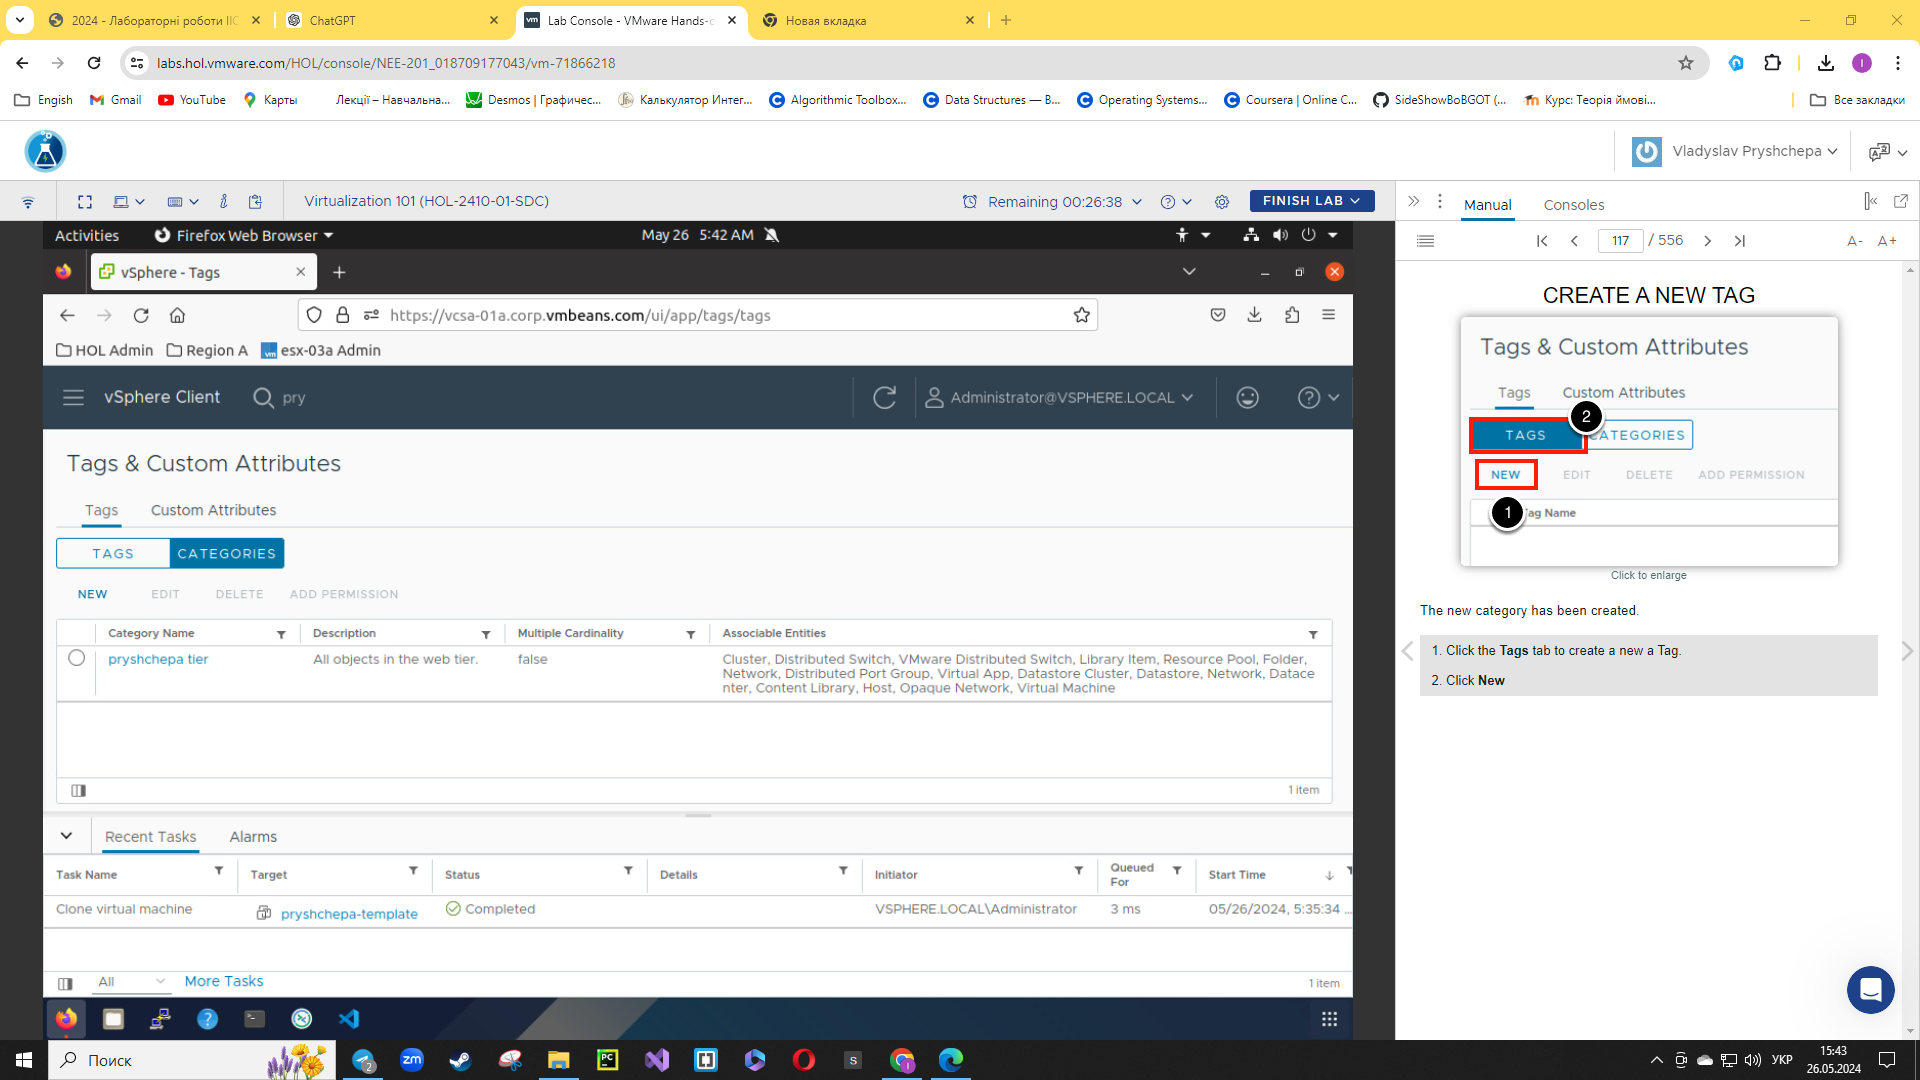 2024 - Лабораторні роботи ІІС
ChatGPT
Lab Console - VMware Hands-o
Новая вкладка
labs.hol.vmware.com/HOL/console/NEE-201_018709177043/vm-71866218
Engish
Gmail
YouTube
Карты
Лекції – Навчальна...
Desmos | Графичес...
Калькулятор Интег...
Algorithmic Toolbox...
Data Structures — В...
Operating Systems...
Coursera | Online C...
SideShowBoBGOT (...
Курс: Теорія ймові...
Все закладки
Vladyslav Pryshchepa
Virtualization 101 (HOL-2410-01-SDC)
Remaining 00:26:38
FINISH LAB
Manual
Consoles
Activities
Firefox Web Browser
May 26 5:42 AM
117 / 556
A-
A+
vSphere - Tags
https://vcsa-01a.corp.vmbeans.com/ui/app/tags/tags
HOL Admin
Region A
vm
esx-03a Admin
vSphere Client
pry
Administrator@VSPHERE.LOCAL
Tags & Custom Attributes
Tags
Custom Attributes
TAGS
CATEGORIES
NEW
EDIT
DELETE
ADD PERMISSION
Category Name
Description
Multiple Cardinality
Associable Entities
pryshchepa tier
All objects in the web tier.
false
Cluster, Distributed Switch, VMware Distributed Switch, Library Item, Resource Pool, Folder,
Network, Distributed Port Group, Virtual App, Datastore Cluster, Datastore, Network, Datace
nter, Content Library, Host, Opaque Network, Virtual Machine
1 item
Recent Tasks
Alarms
Task Name
Target
Status
Details
Initiator
Queued
For
Start Time
Clone virtual machine
pryshchepa-template
Completed
VSPHERE.LOCAL\Administrator
3 ms
05/26/2024, 5:35:34 ...
All
More Tasks
1 item
CREATE A NEW TAG
Tags & Custom Attributes
Tags
Custom Attributes
2
TAGS
CATEGORIES
NEW
EDIT
DELETE
ADD PERMISSION
1
Tag Name
Click to enlarge
The new category has been created.
1. Click the Tags tab to create a new a Tag.
2. Click New
Поиск
2
zm
PC
S
УКР
15:43
26.05.2024